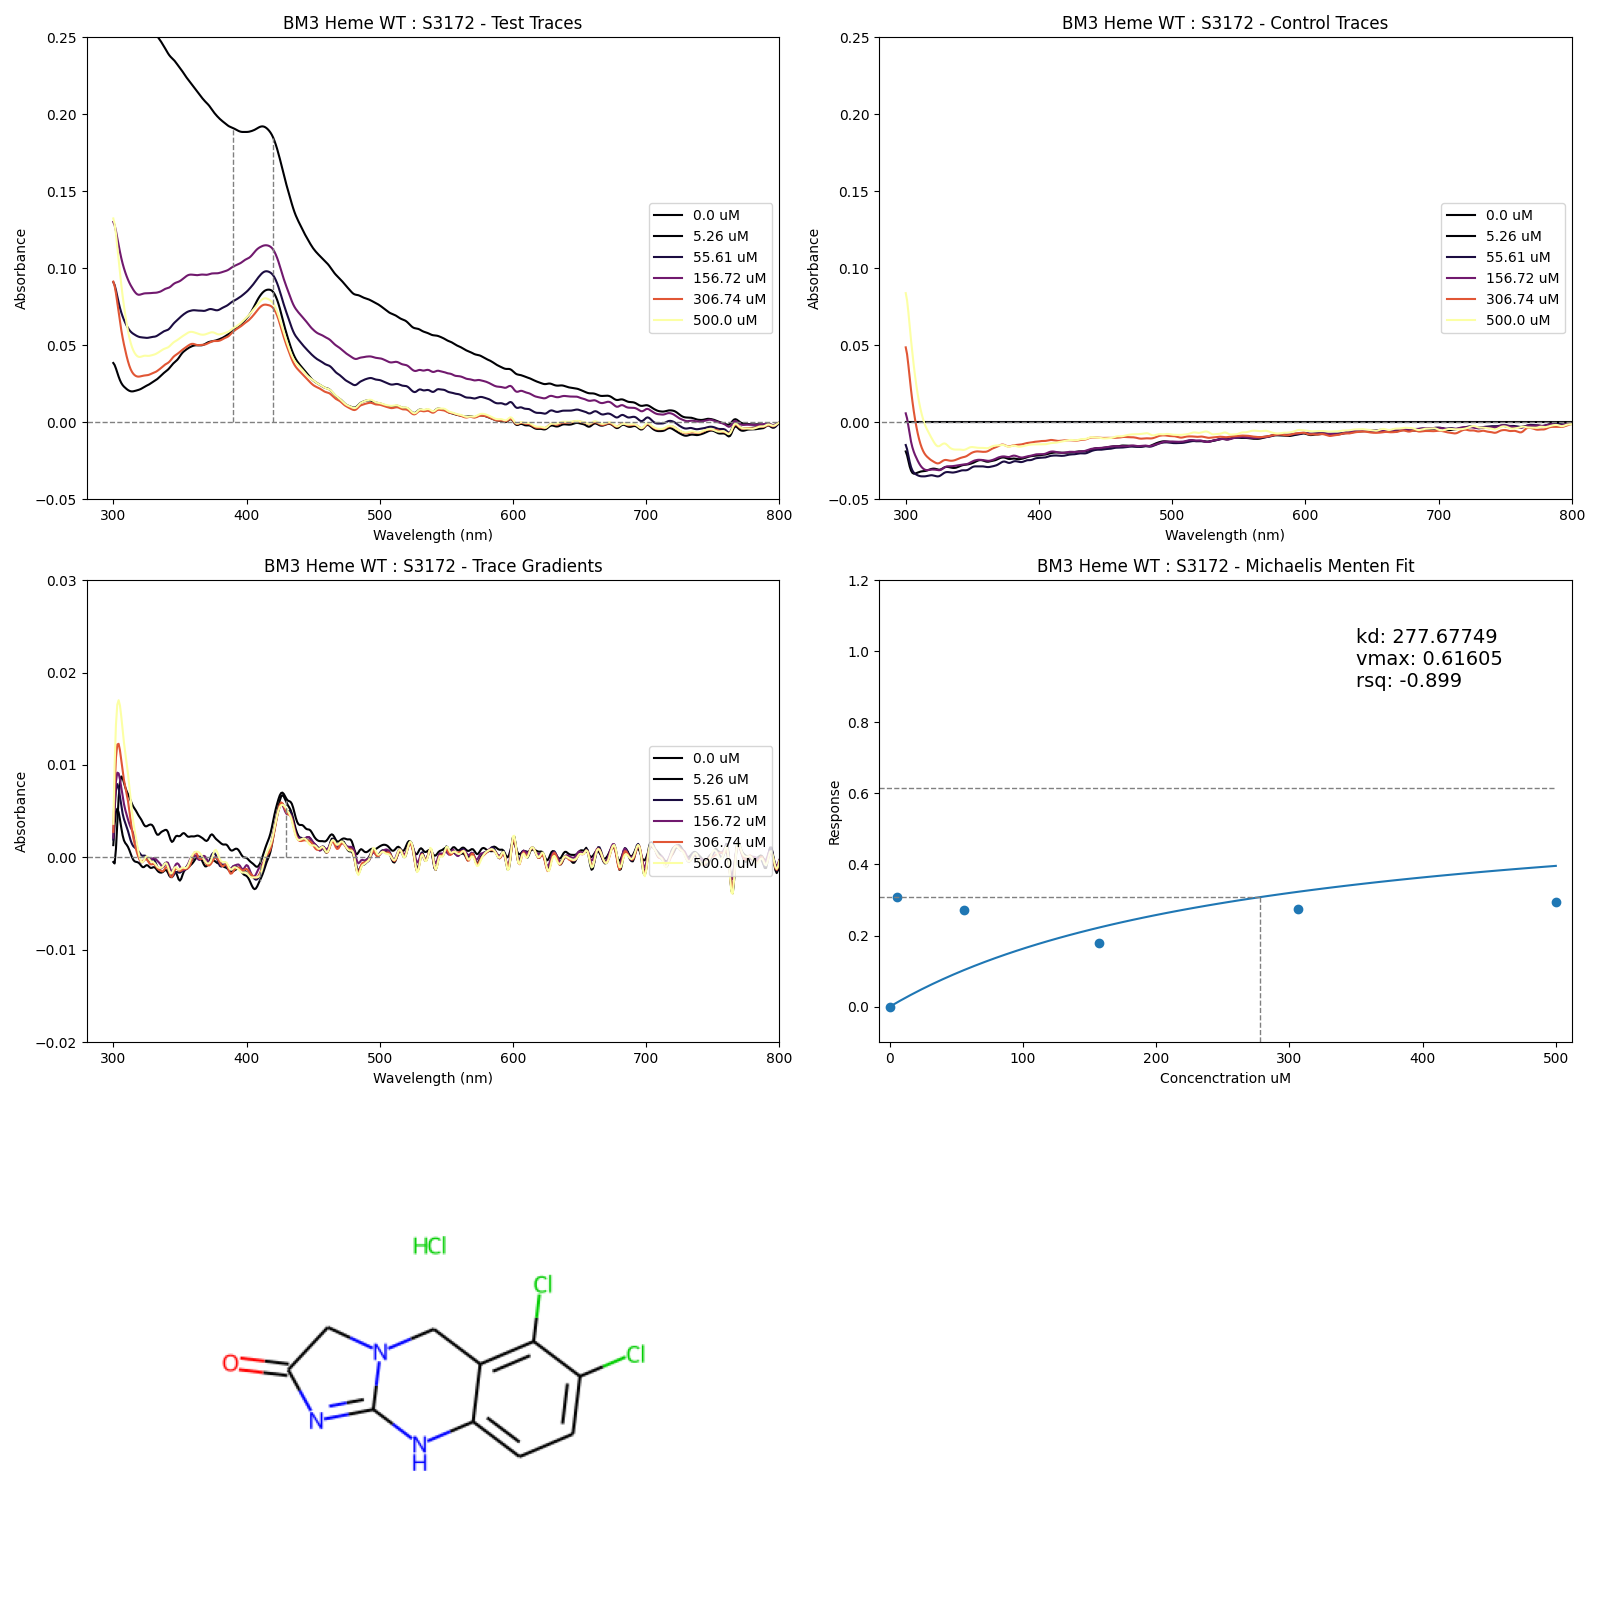 BM3 Heme WT : S3172 - Test Traces
0.25
0.20
0.15
0.10
0.05
0.00
−0.05
Absorbance
300 400 500 600 700 800
Wavelength (nm)
0.0 uM
5.26 uM
55.61 uM
156.72 uM
306.74 uM
500.0 uM
BM3 Heme WT : S3172 - Control Traces
0.25
0.20
0.15
0.10
0.05
0.00
−0.05
Absorbance
300 400 500 600 700 800
Wavelength (nm)
0.0 uM
5.26 uM
55.61 uM
156.72 uM
306.74 uM
500.0 uM
BM3 Heme WT : S3172 - Trace Gradients
0.03
0.02
0.01
0.00
−0.01
−0.02
Absorbance
300 400 500 600 700 800
Wavelength (nm)
0.0 uM
5.26 uM
55.61 uM
156.72 uM
306.74 uM
500.0 uM
BM3 Heme WT : S3172 - Michaelis Menten Fit
1.2
1.0
0.8
0.6
0.4
0.2
0.0
Response
0 100 200 300 400 500
Concenctration uM
kd: 277.67749
vmax: 0.61605
rsq: -0.899
HCl
Cl
Cl
N
O
N
N
H